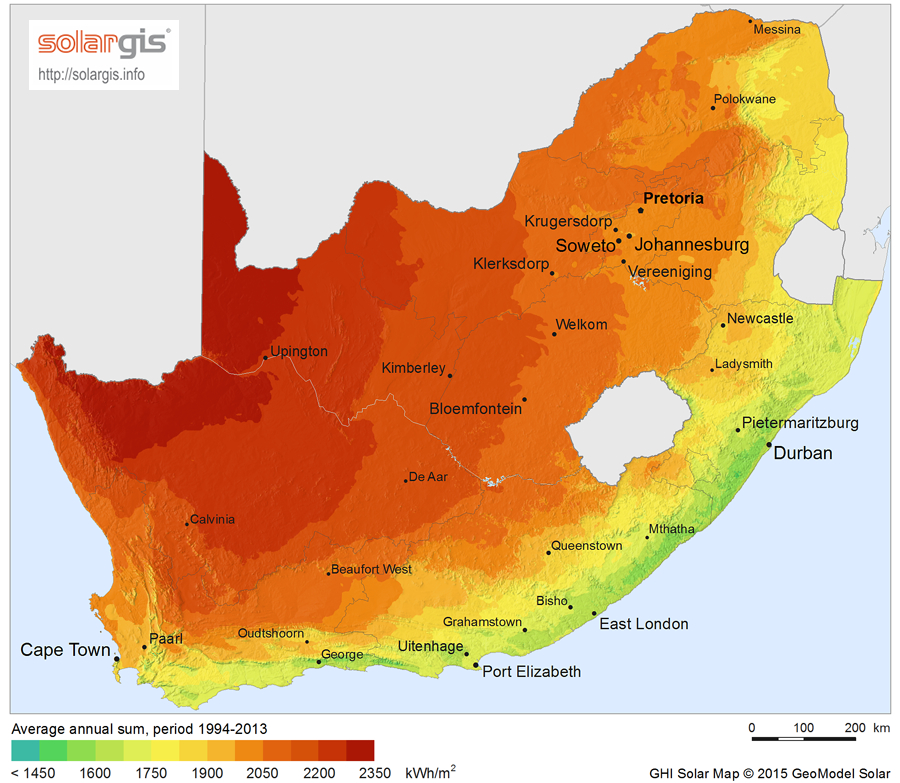 solargis®
http://solargis.info
Messina
Polokwane
Pretoria
Krugersdorp
Soweto
Johannesburg
Klerksdorp
Vereeniging
Newcastle
Welkom
Upington
Ladysmith
Kimberley
Bloemfontein
Pietermaritzburg
Durban
De Aar
Calvinia
Mthatha
Queenstown
Beaufort West
Bisho
Grahamstown
East London
Oudtshoorn
Paarl
Cape Town
George
Uitenhage
Port Elizabeth
Average annual sum, period 1994-2013
0 100 200 km
< 1450 1600 1750 1900 2050 2200 2350 kWh/m²
GHI Solar Map © 2015 GeoModel Solar